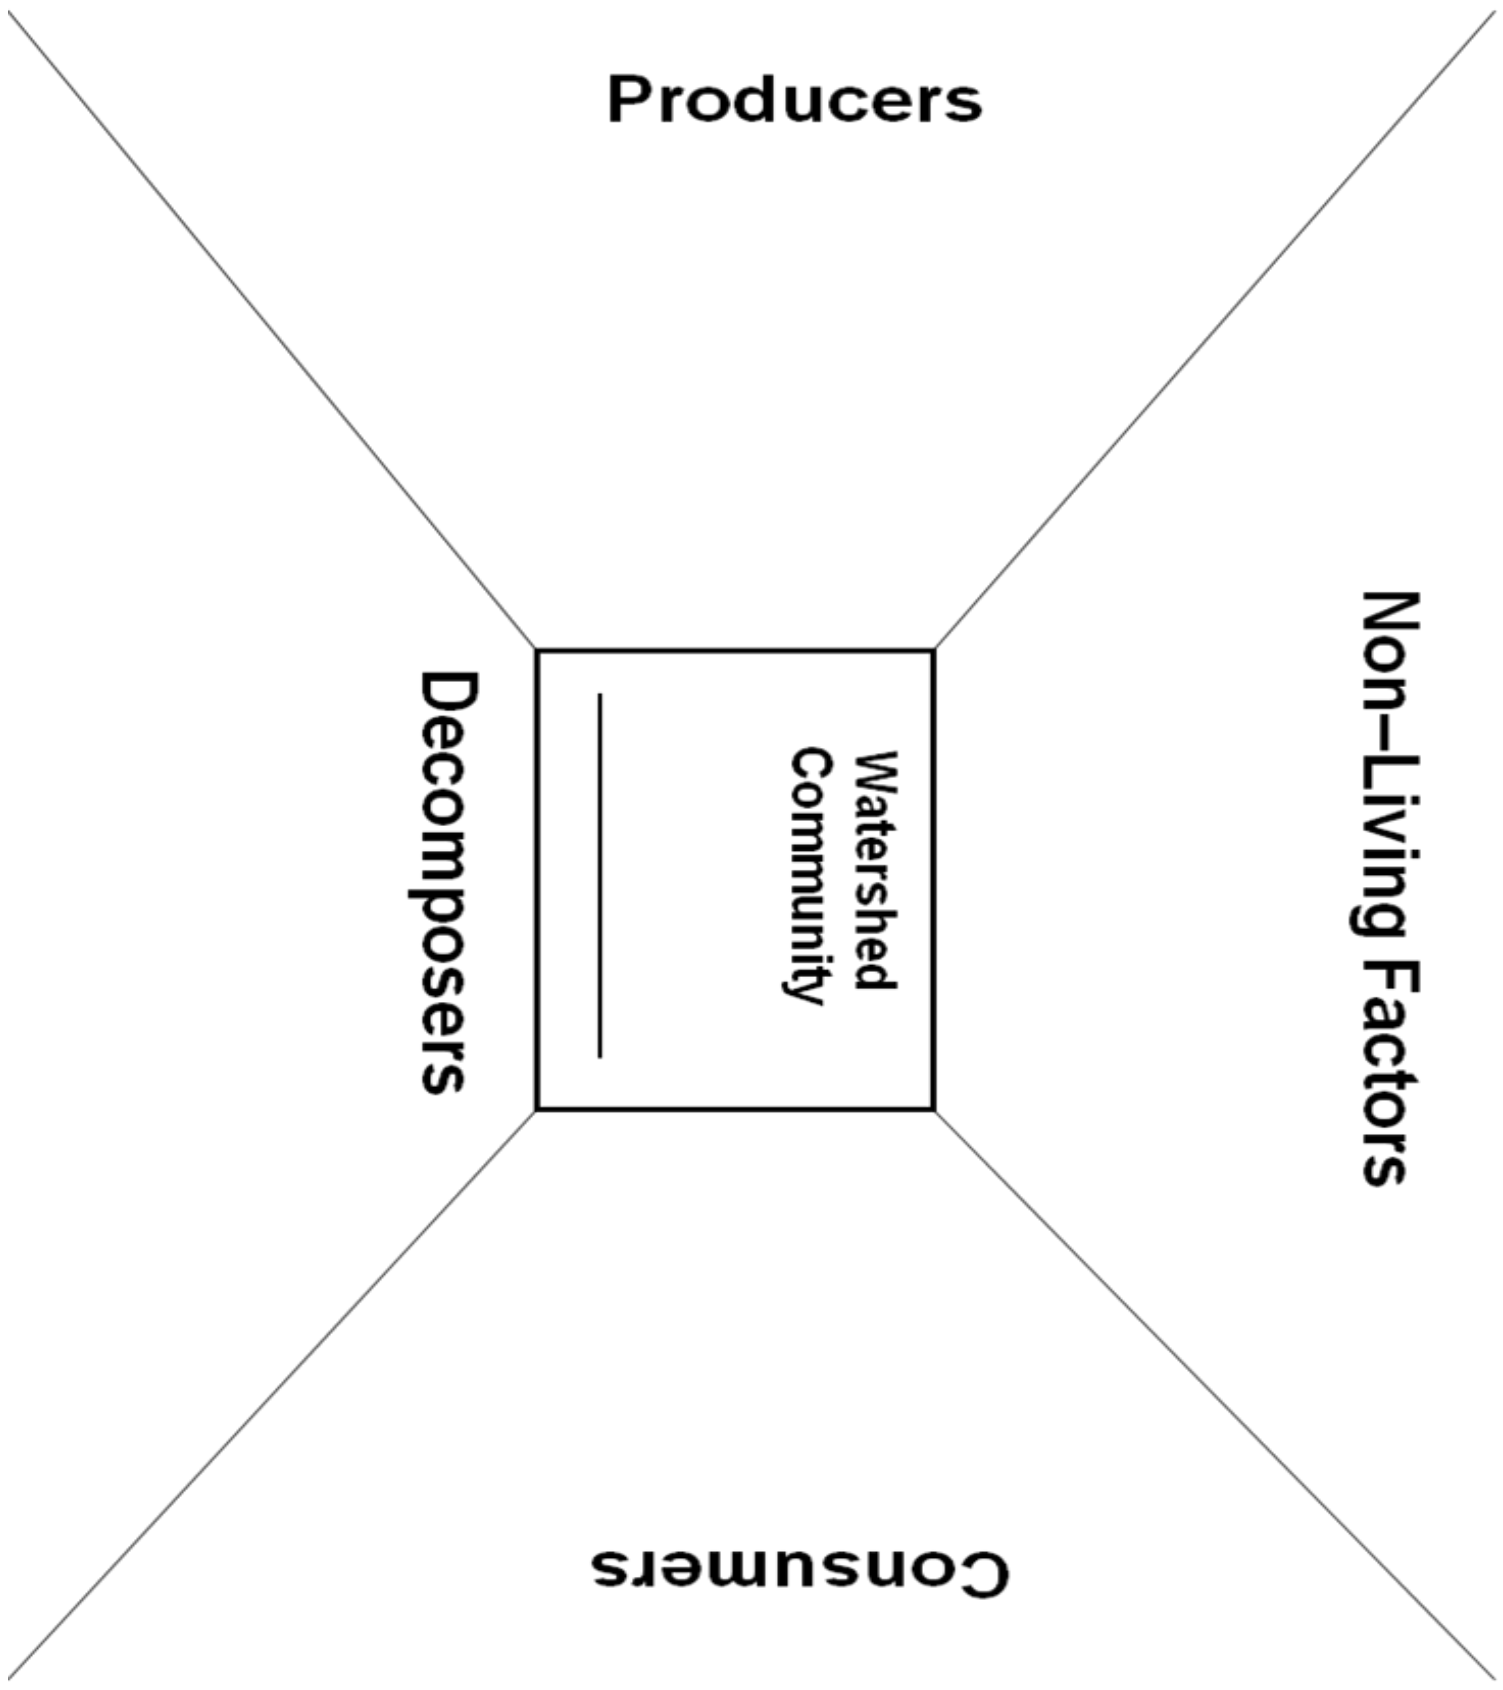 Producers
Non-Living Factors
Watershed
Community
Decomposers
Consumers